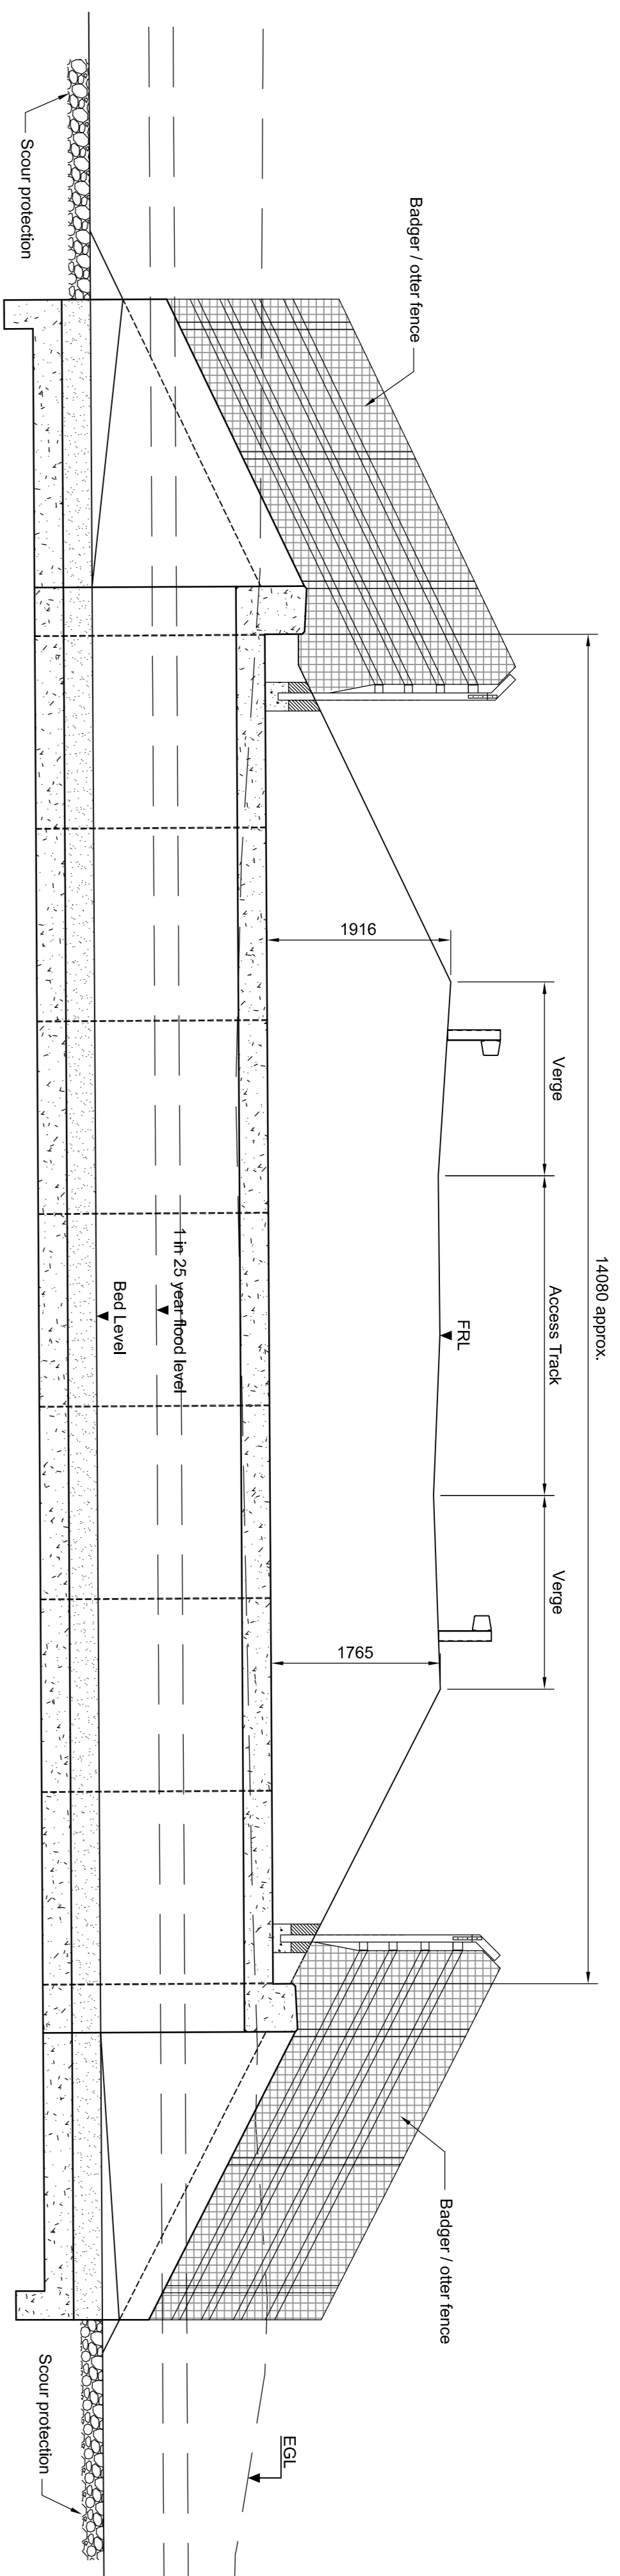 14080 approx.
Verge
Access Track
Verge
FRL
1916
1765
Badger / otter fence
Badger / otter fence
EGL
1 in 25 year flood level
Bed Level
Scour protection
Scour protection